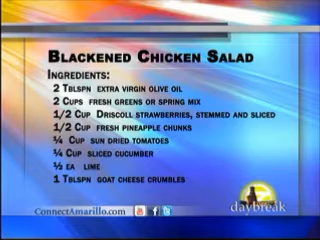 Blackened Chicken Salad
Ingredients:
2 Tblspn extra virgin olive oil
2 Cups fresh greens or spring mix
1/2 Cup Driscoll strawberries, stemmed and sliced
1/2 Cup fresh pineapple chunks
¼ Cup sun dried tomatoes
¼ Cup sliced cucumber
½ ea lime
1 Tblspn goat cheese crumbles
ConnectAmarillo.com
daybreak